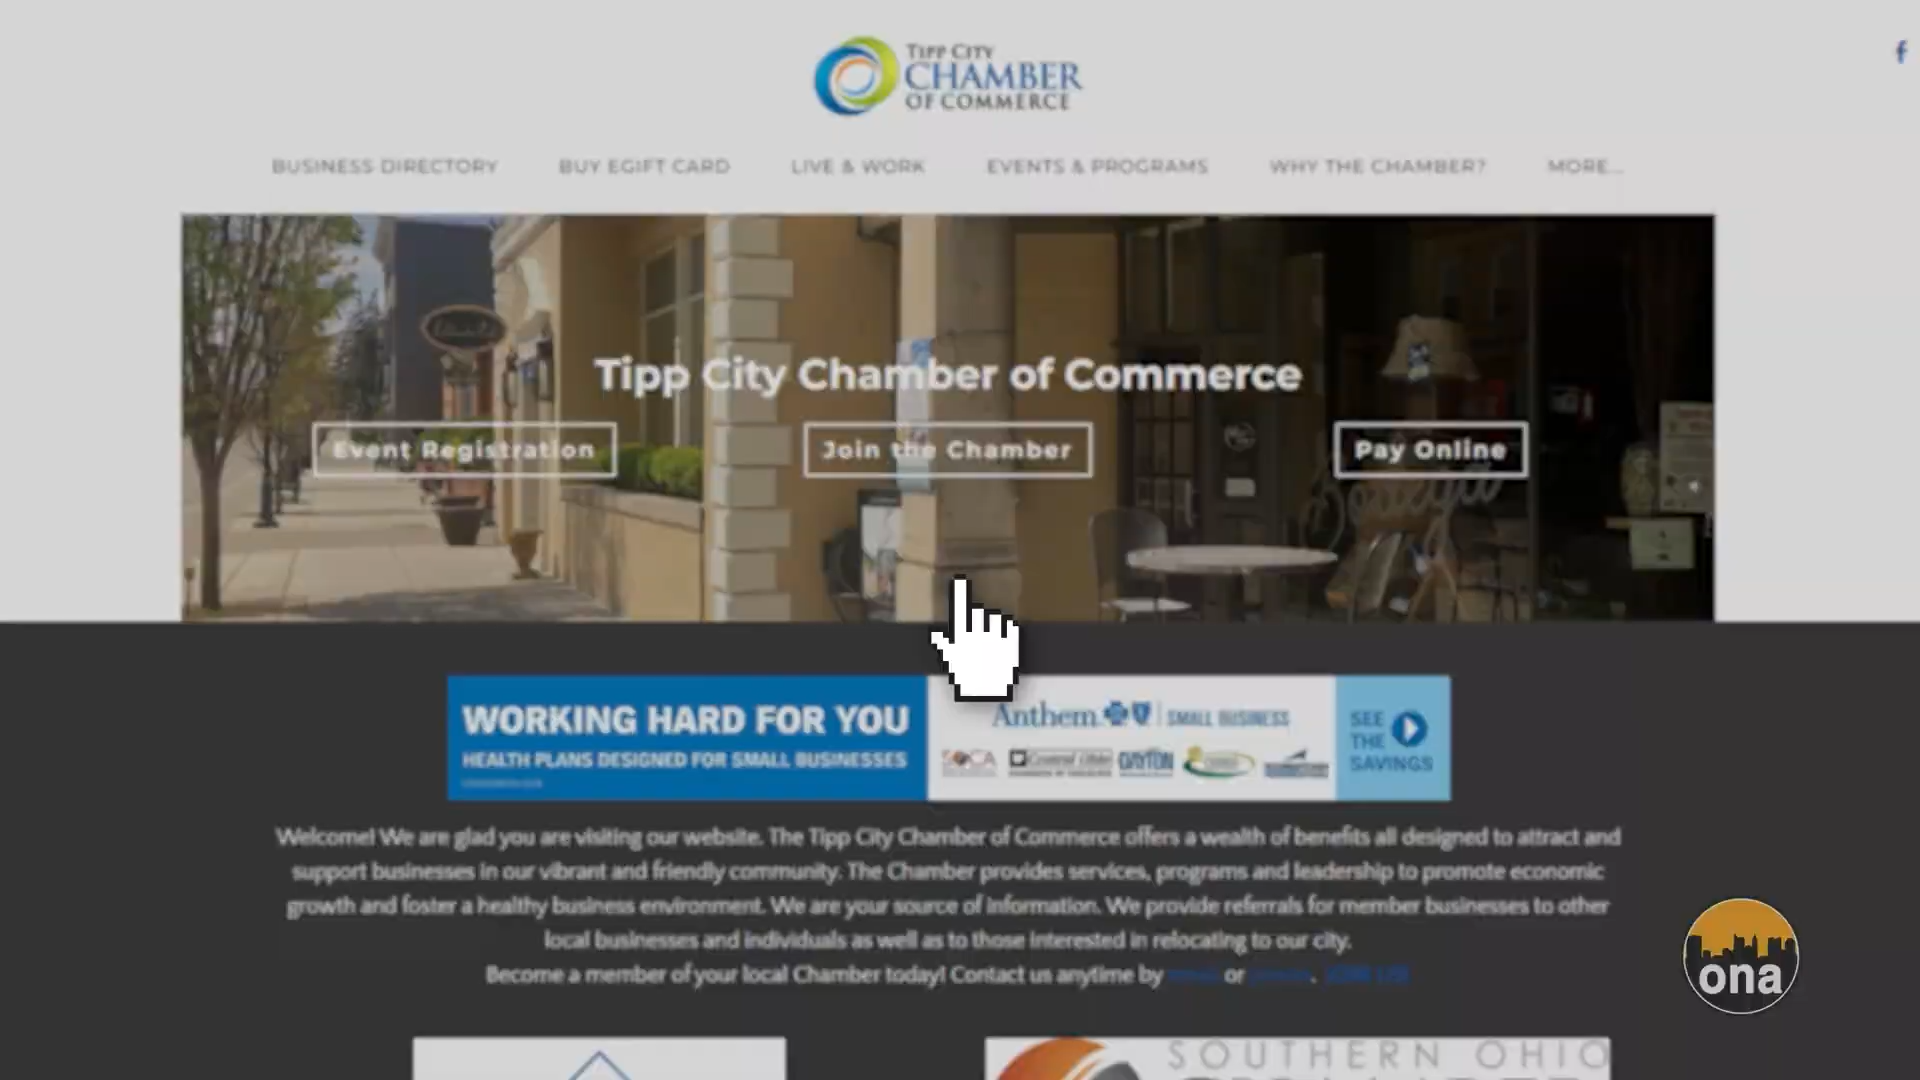 TIPP CITY
CHAMBER
OF COMMERCE
f
BUSINESS DIRECTORY
BUY EGIFT CARD
LIVE & WORK
EVENTS & PROGRAMS
WHY THE CHAMBER?
MORE...
Tipp City Chamber of Commerce
Event Registration
Join the Chamber
Pay Online
WORKING HARD FOR YOU
HEALTH PLANS DESIGNED FOR SMALL BUSINESSES
Anthem
SMALL BUSINESS
SOCA
DAYTON
SEE
THE
SAVINGS
Welcome! We are glad you are visiting our website. The Tipp City Chamber of Commerce offers a wealth of benefits all designed to attract and
support businesses in our vibrant and friendly community. The Chamber provides services, programs and leadership to promote economic
growth and foster a healthy business environment. We are your source of information. We provide referrals for member businesses to other
local businesses and individuals as well as to those interested in relocating to our city.
Become a member of your local Chamber today! Contact us anytime by or .
ona
SOUTHERN OHIO